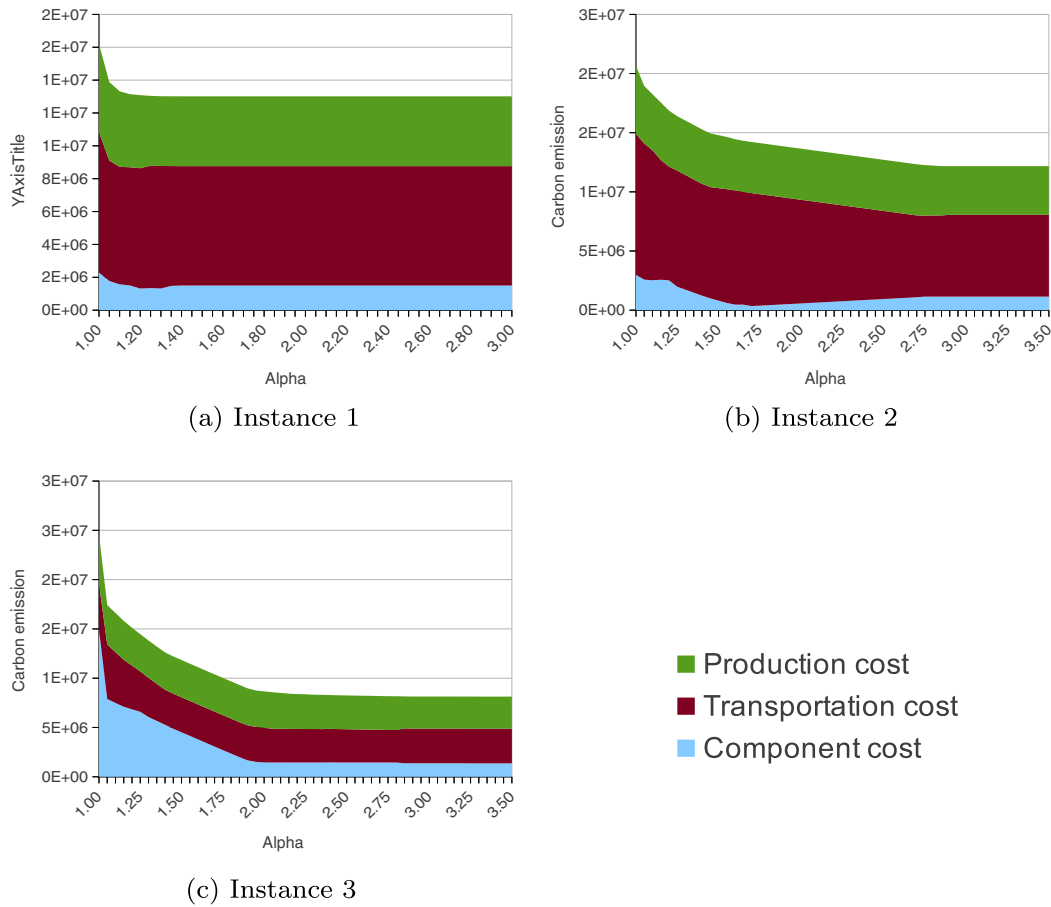 2E+07
2E+07
1E+07
1E+07
1E+07
8E+06
6E+06
4E+06
2E+06
0E+00
YAxisTitle
1.00 1.20 1.40 1.60 1.80 2.00 2.20 2.40 2.60 2.80 3.00
Alpha
(a) Instance 1
3E+07
2E+07
2E+07
1E+07
5E+06
0E+00
Carbon emission
1.00 1.25 1.50 1.75 2.00 2.25 2.50 2.75 3.00 3.25 3.50
Alpha
(b) Instance 2
3E+07
3E+07
2E+07
2E+07
1E+07
5E+06
0E+00
Carbon emission
1.00 1.25 1.50 1.75 2.00 2.25 2.50 2.75 3.00 3.25 3.50
Alpha
(c) Instance 3
Production cost
Transportation cost
Component cost